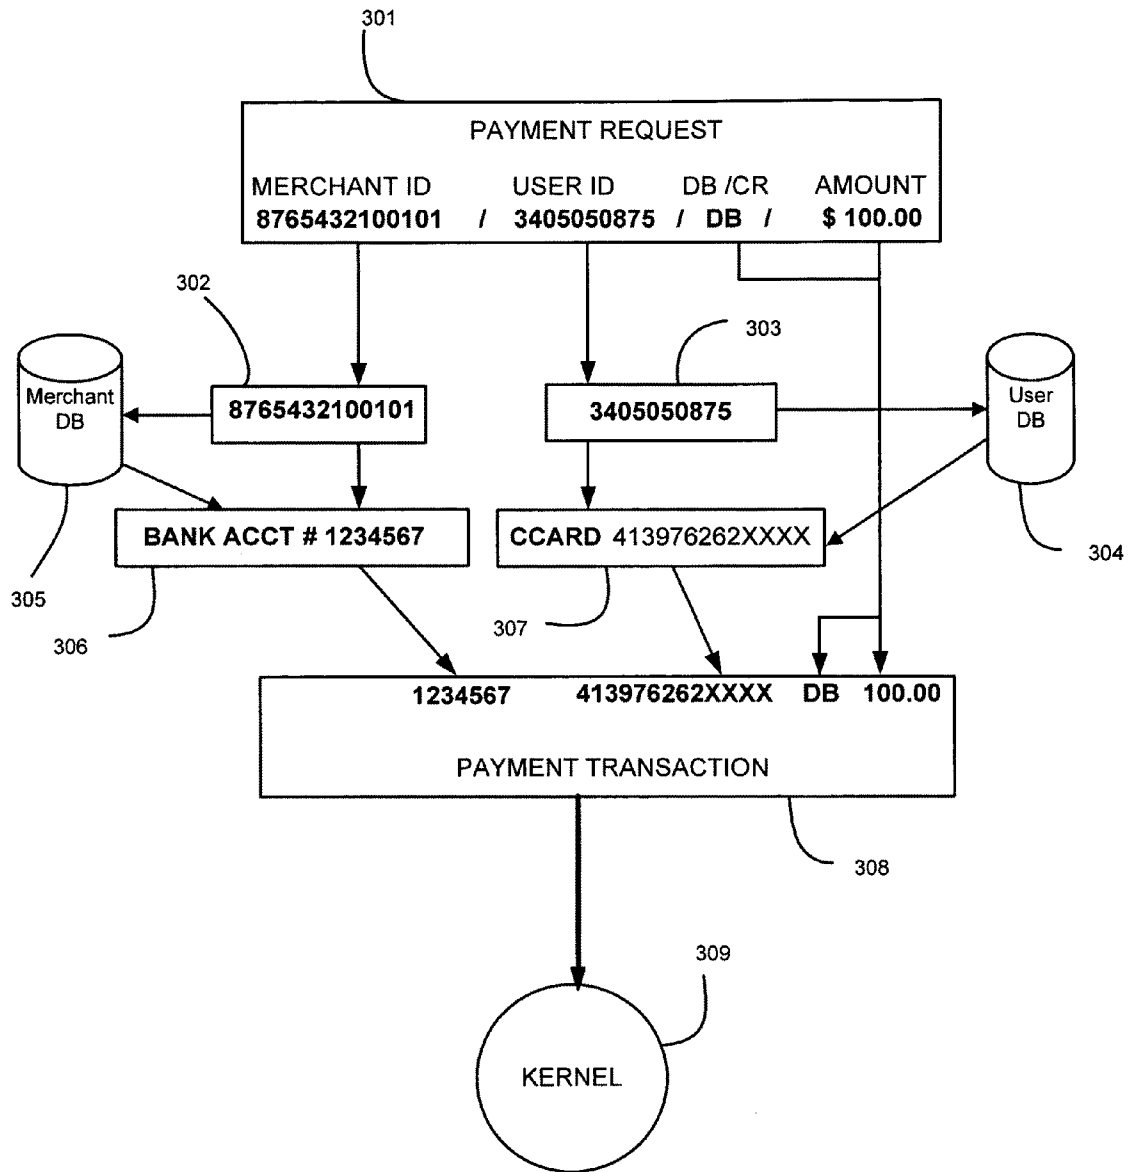 301
PAYMENT REQUEST
MERCHANT ID USER ID DB /CR AMOUNT
8765432100101 / 3405050875 / DB / $ 100.00
302
303
Merchant
DB
8765432100101
3405050875
User
DB
BANK ACCT # 1234567
CCARD 413976262XXXX
304
305
306
307
1234567 413976262XXXX DB 100.00
PAYMENT TRANSACTION
308
309
KERNEL